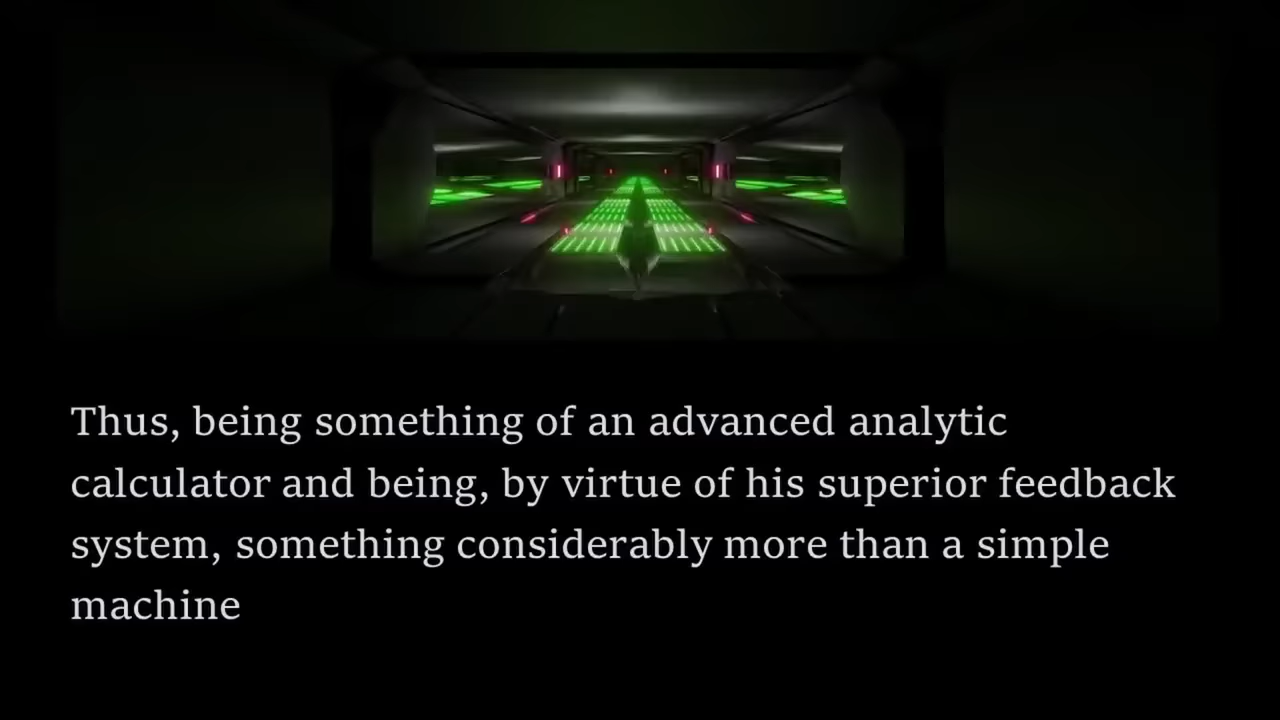 Thus, being something of an advanced analytic
calculator and being, by virtue of his superior feedback
system, something considerably more than a simple
machine